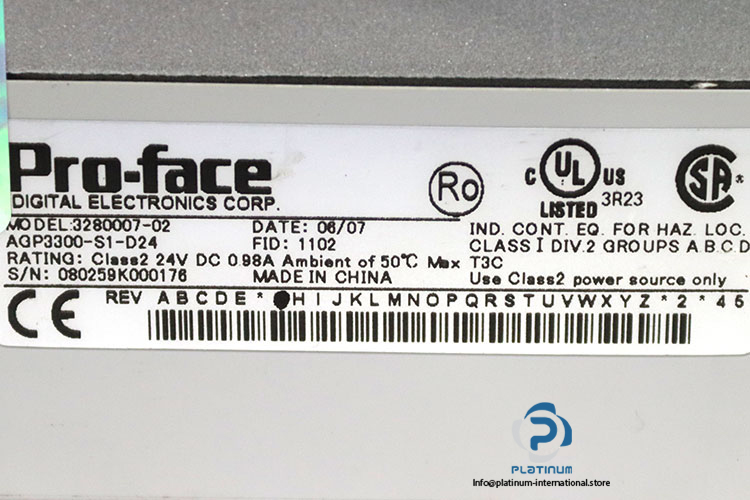 Pro-face
DIGITAL ELECTRONICS CORP.
Ro
C UL US
LISTED 3R23
SA
MODEL:3280007-02 DATE: 06/07
AGP3300-S1-D24 FID: 1102
RATING: Class2 24V DC 0.98A Ambient of 50℃ Max
S/N: 080259K000176 MADE IN CHINA
IND. CONT. EQ. FOR HAZ. LOC.
CLASS I DIV.2 GROUPS A B C D
T3C
Use Class2 power source only
CE
REV A B C D E * H I J K L M N O P Q R S T U V W X Y Z * 2 * 4 5
PLATINUM
Info@platinum-international.store